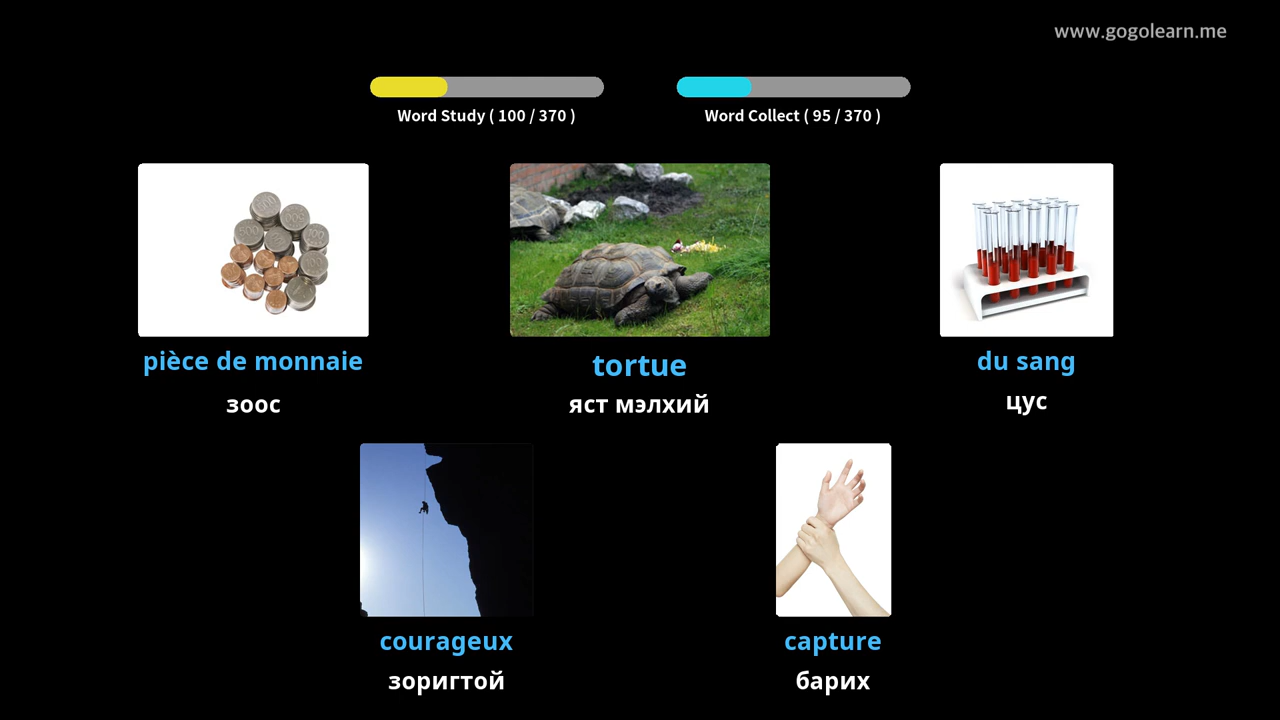 www.gogolearn.me
Word Study ( 100 / 370 )
Word Collect ( 95 / 370 )
pièce de monnaie
зоос
tortue
яст мэлхий
du sang
цус
courageux
зоригтой
capture
барих